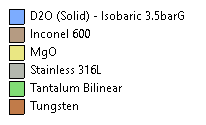 D2O (Solid) - Isobaric 3.5barG
Inconel 600
MgO
Stainless 316L
Tantalum Bilinear
Tungsten